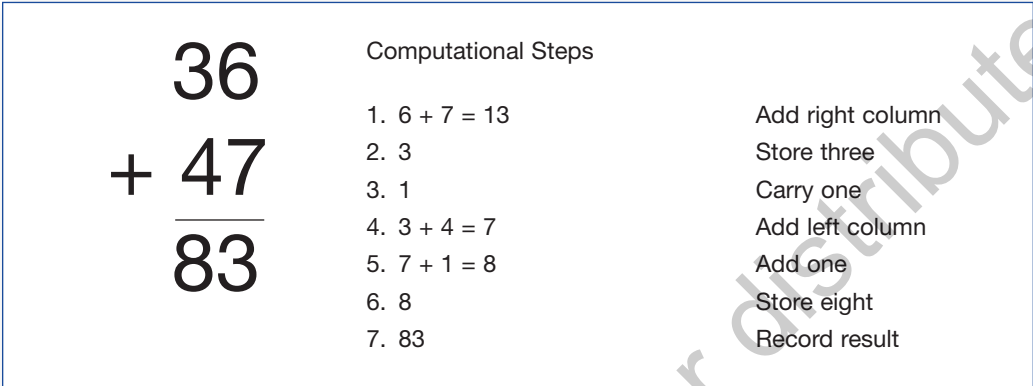 36
+ 47
83
Computational Steps
1. 6 + 7 = 13 Add right column
2. 3 Store three
3. 1 Carry one
4. 3 + 4 = 7 Add left column
5. 7 + 1 = 8 Add one
6. 8 Store eight
7. 83 Record result
r distribute